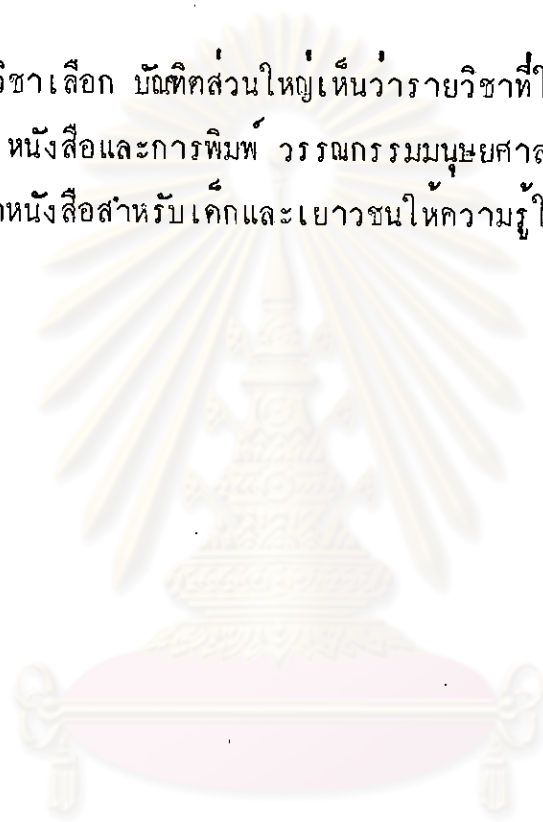 วิชาเลือก บัณฑิตส่วนใหญ่เห็นว่ารายวิชาที่
หนังสือและการพิมพ์ วรรณกรรมมนุษยศาส
หนังสือสำหรับเด็กและเยาวชนให้ความรู้